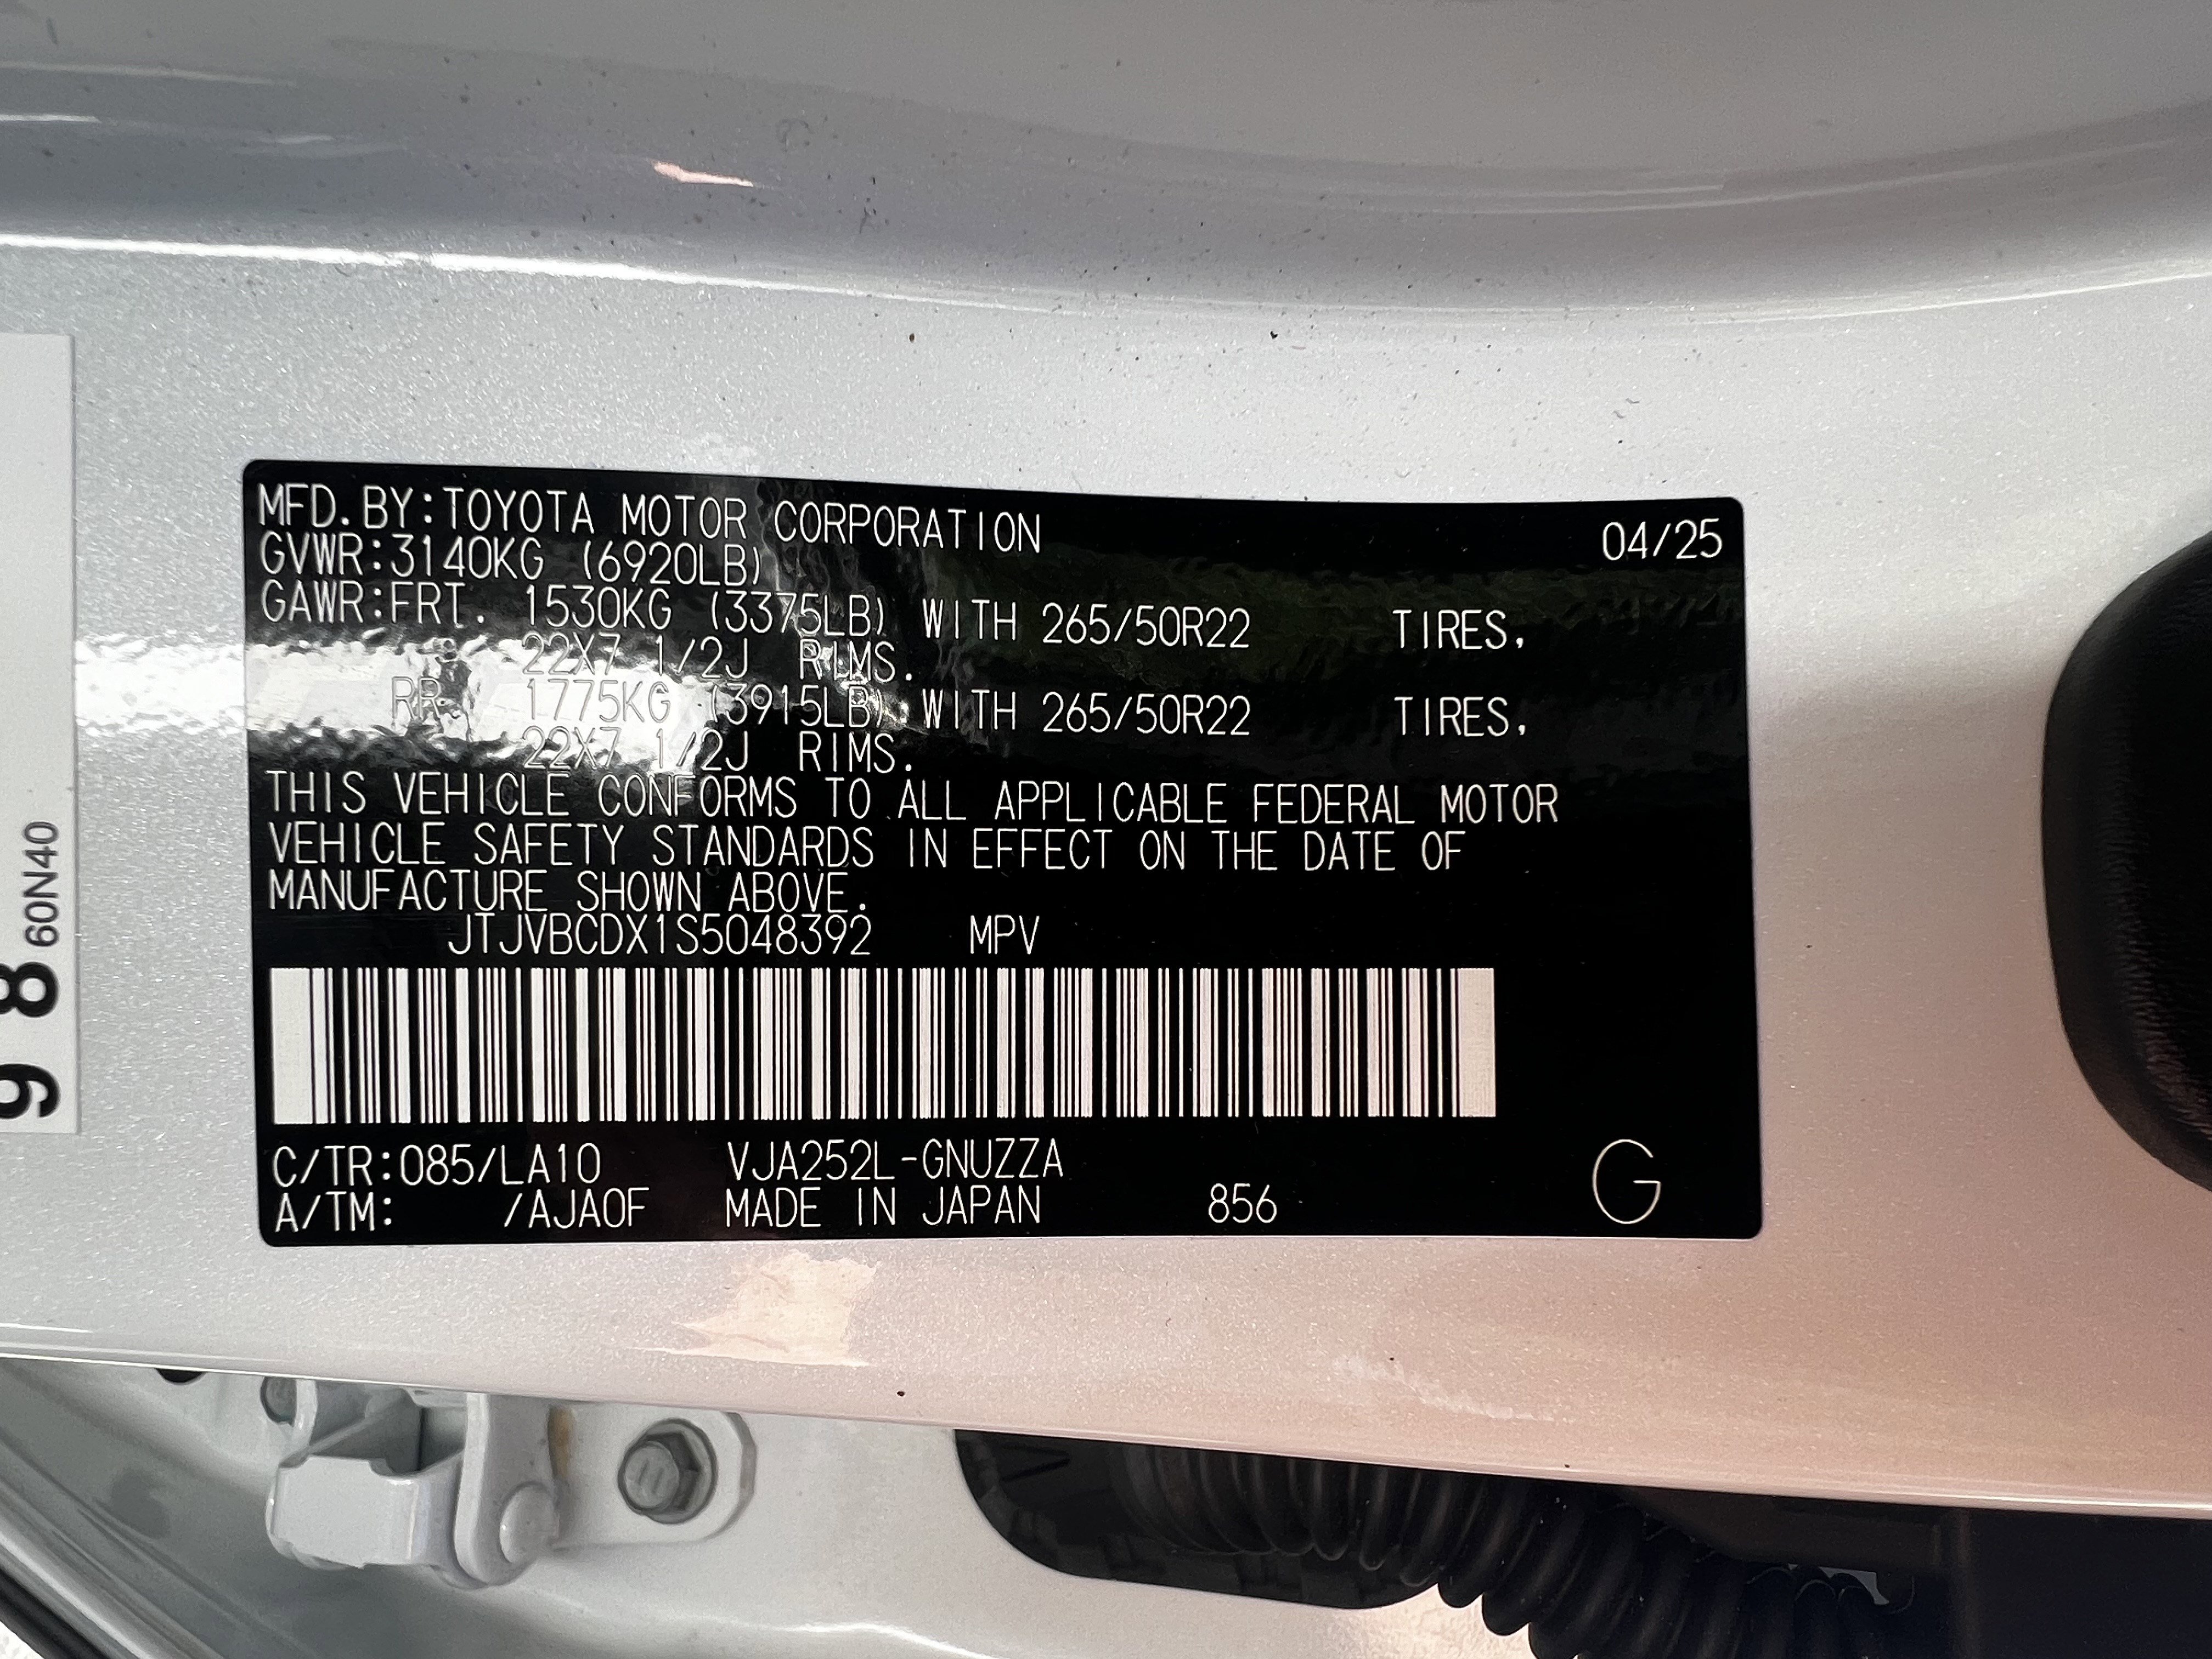 MFD.BY:TOYOTA MOTOR CORPORATION 04/25
GVWR:3140KG (6920LB)
GAWR:FRT. 1530KG (3375LB) WITH 265/50R22 TIRES,
22X7 1/2J RIMS.
RR. 1775KG (3915LB) WITH 265/50R22 TIRES,
22X7 1/2J RIMS.
THIS VEHICLE CONFORMS TO ALL APPLICABLE FEDERAL MOTOR
VEHICLE SAFETY STANDARDS IN EFFECT ON THE DATE OF
MANUFACTURE SHOWN ABOVE.
JTJVBCDX1S5048392 MPV
C/TR:085/LA10 VJA252L-GNUZZA
A/TM: /AJA0F MADE IN JAPAN 856 G
60N40
9 8